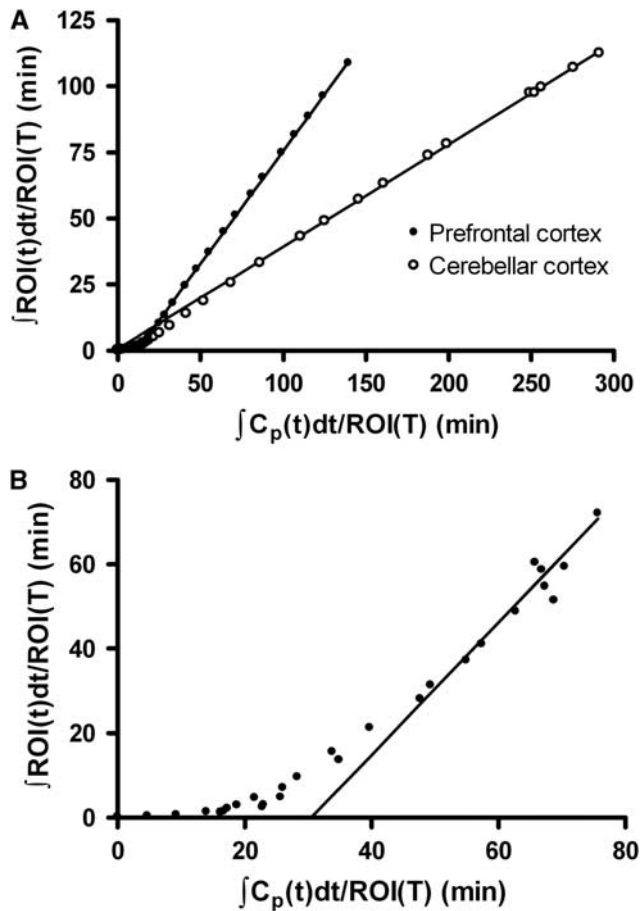 A
125
100
75
50
25
0
∫ROI(t)dt/ROI(T) (min)
Prefrontal cortex
Cerebellar cortex
0 50 100 150 200 250 300
∫Cp(t)dt/ROI(T) (min)
B
80
60
40
20
0
∫ROI(t)dt/ROI(T) (min)
0 20 40 60 80
∫Cp(t)dt/ROI(T) (min)